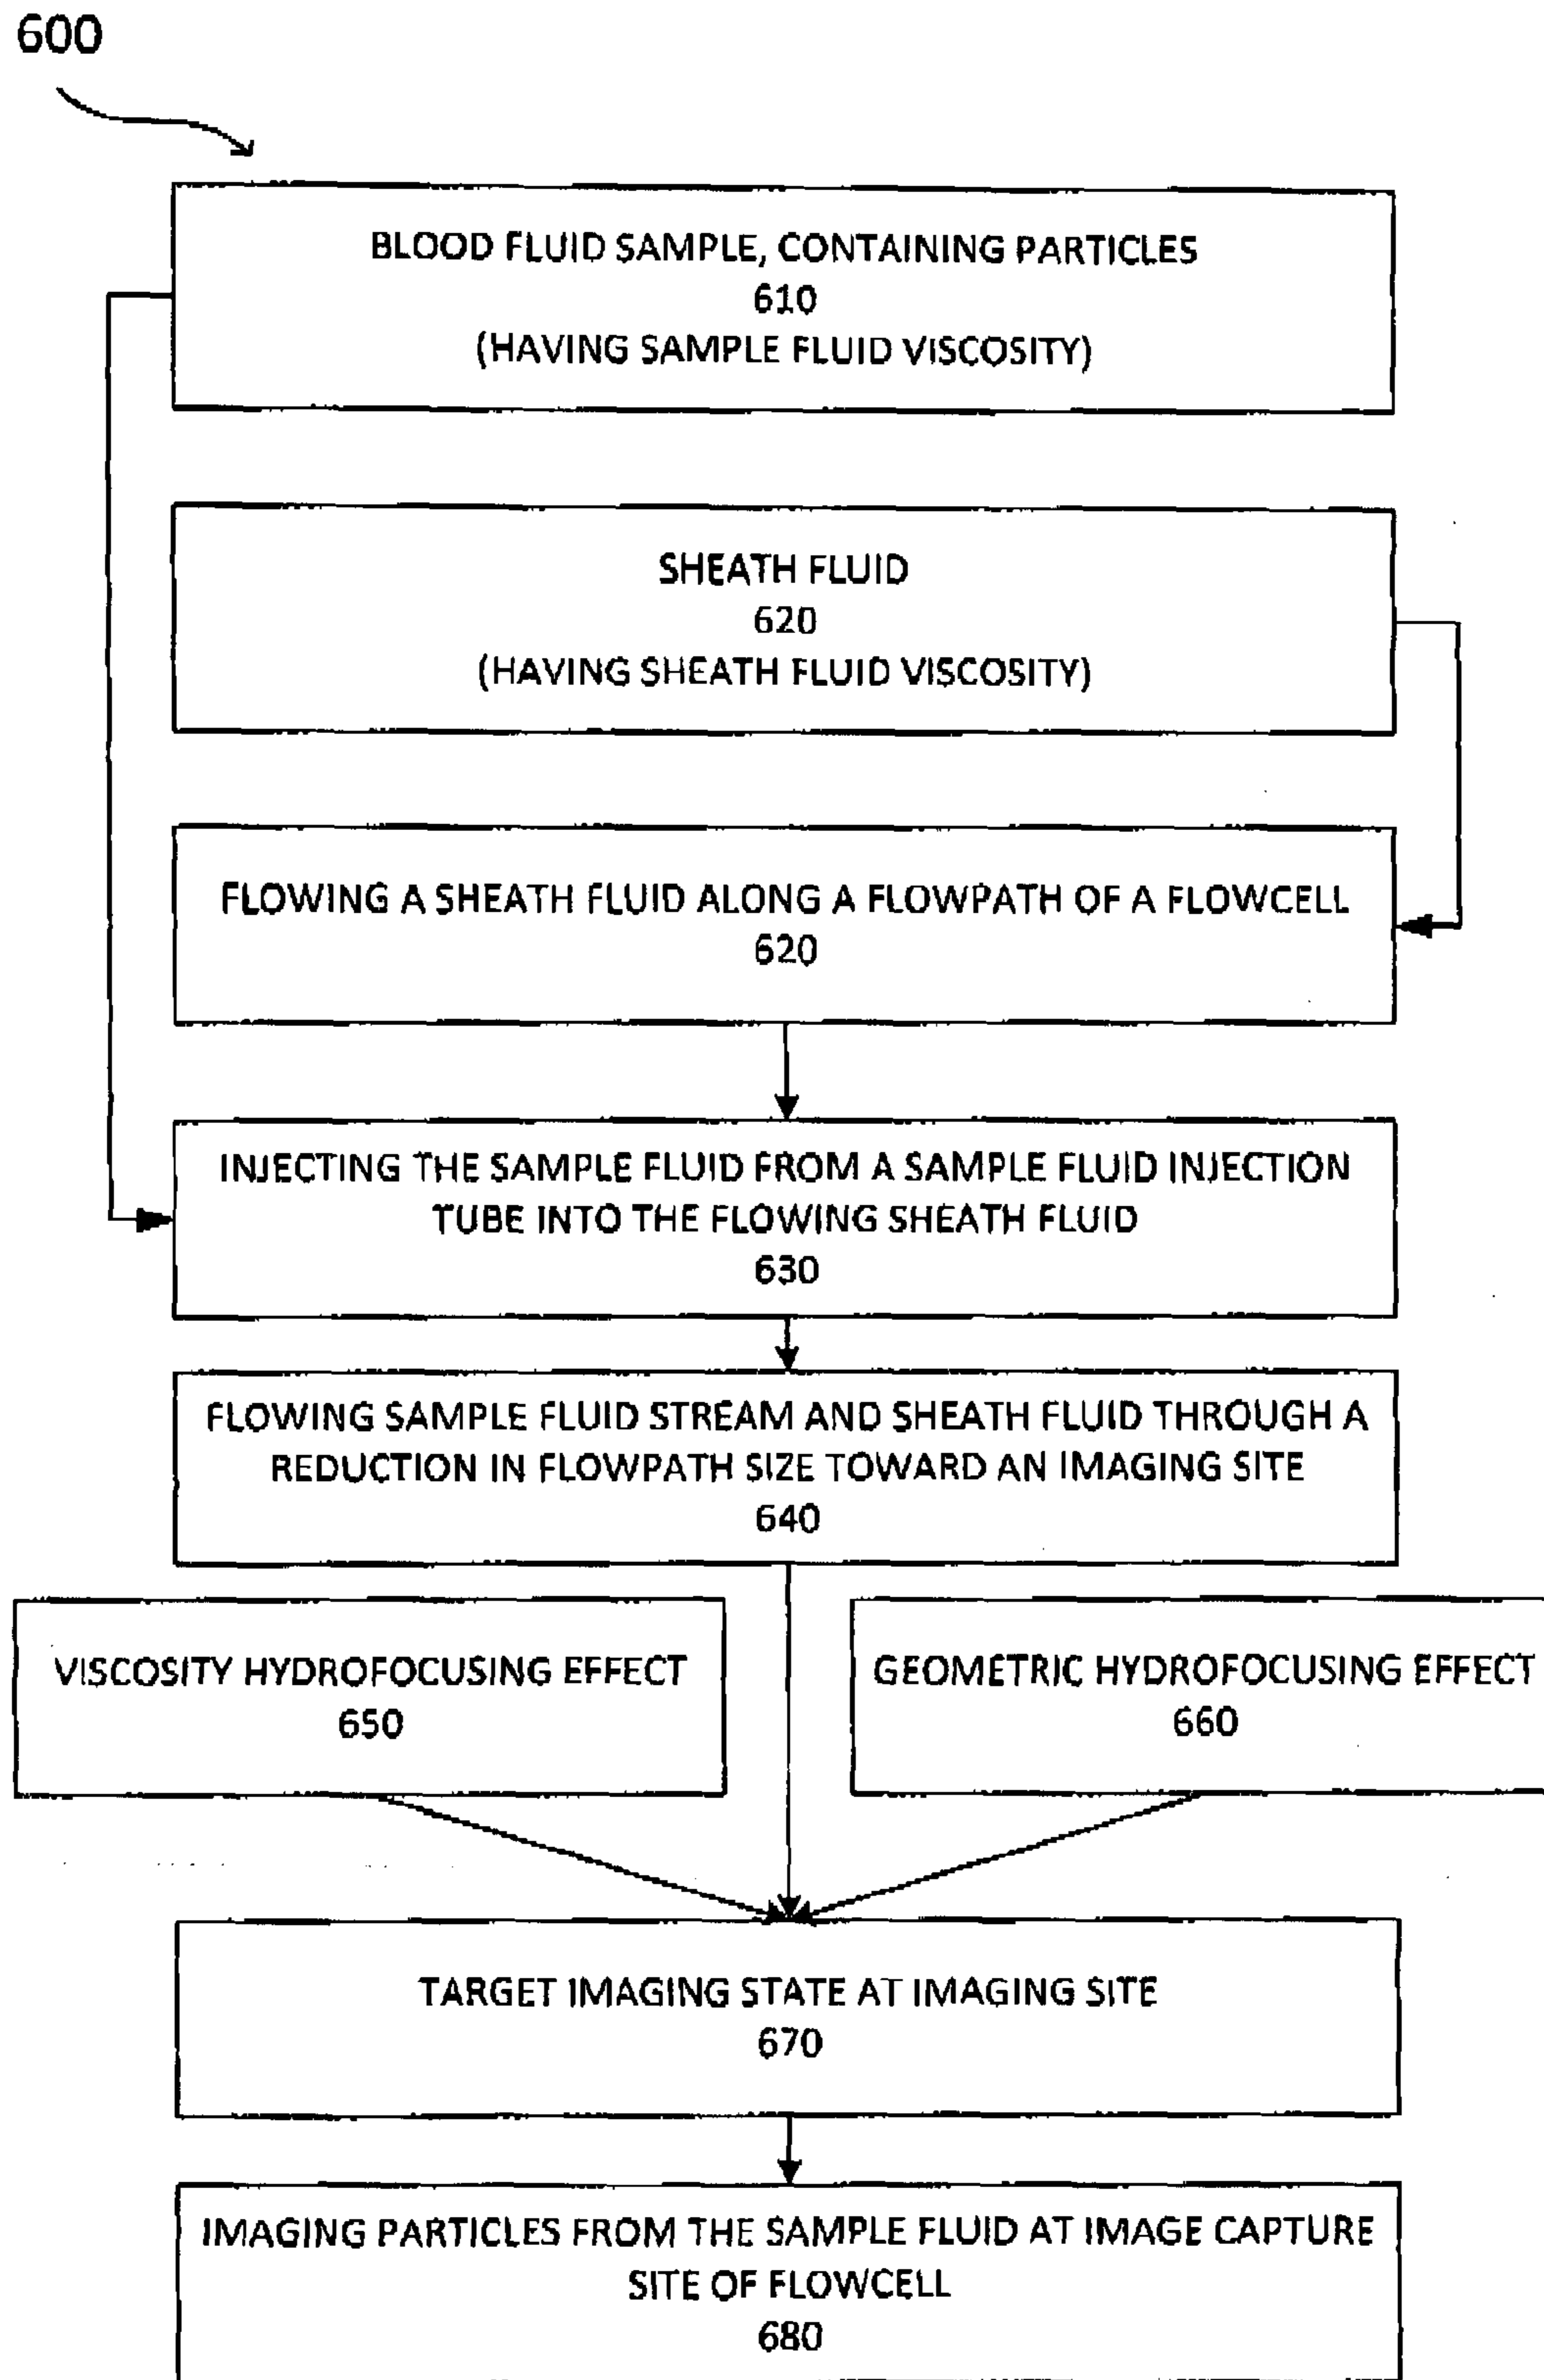 600
BLOOD FLUID SAMPLE, CONTAINING PARTICLES
610
(HAVING SAMPLE FLUID VISCOSITY)
SHEATH FLUID
620
(HAVING SHEATH FLUID VISCOSITY)
FLOWING A SHEATH FLUID ALONG A FLOWPATH OF A FLOWCELL
620
INJECTING THE SAMPLE FLUID FROM A SAMPLE FLUID INJECTION
TUBE INTO THE FLOWING SHEATH FLUID
630
FLOWING SAMPLE FLUID STREAM AND SHEATH FLUID THROUGH A
REDUCTION IN FLOWPATH SIZE TOWARD AN IMAGING SITE
640
VISCOSITY HYDROFOCUSING EFFECT
650
GEOMETRIC HYDROFOCUSING EFFECT
660
TARGET IMAGING STATE AT IMAGING SITE
670
IMAGING PARTICLES FROM THE SAMPLE FLUID AT IMAGE CAPTURE
SITE OF FLOWCELL
680